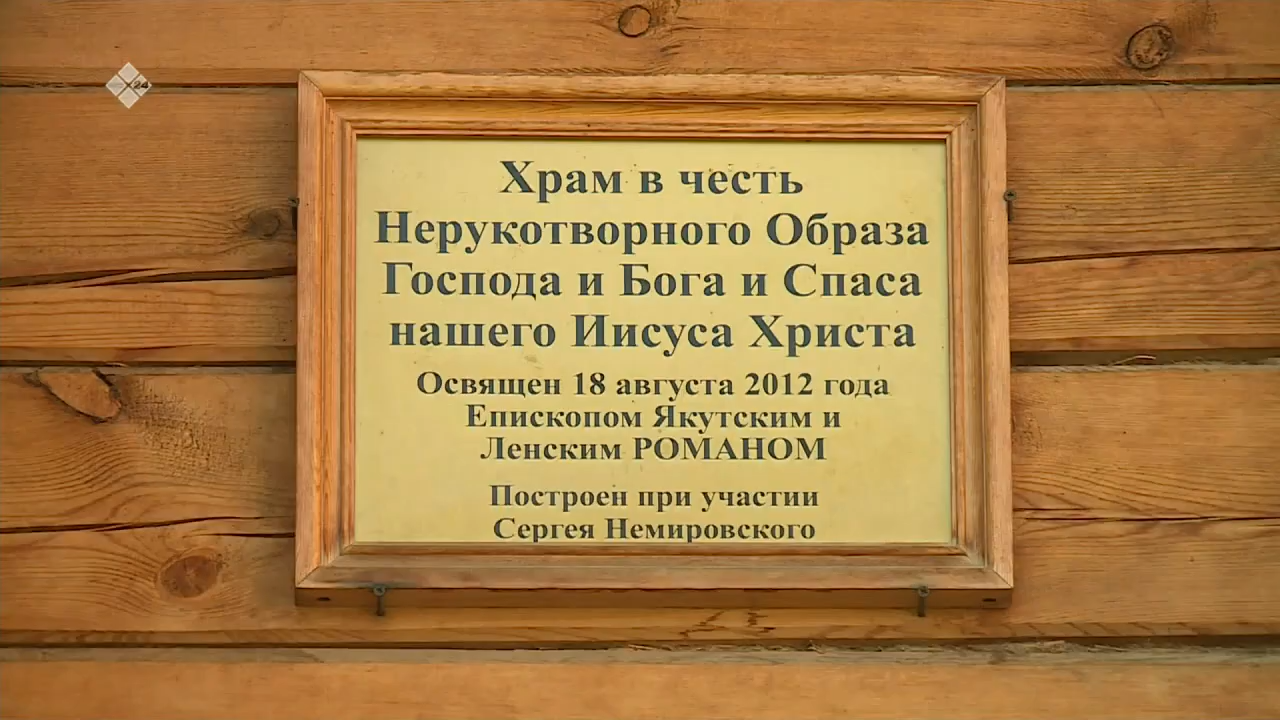 Храм в честь
Нерукотворного Образа
Господа и Бога и Спаса
нашего Иисуса Христа
Освящен 18 августа 2012 года
Епископом Якутским и
Ленским РОМАНОМ
Построен при участии
Сергея Немировского
24